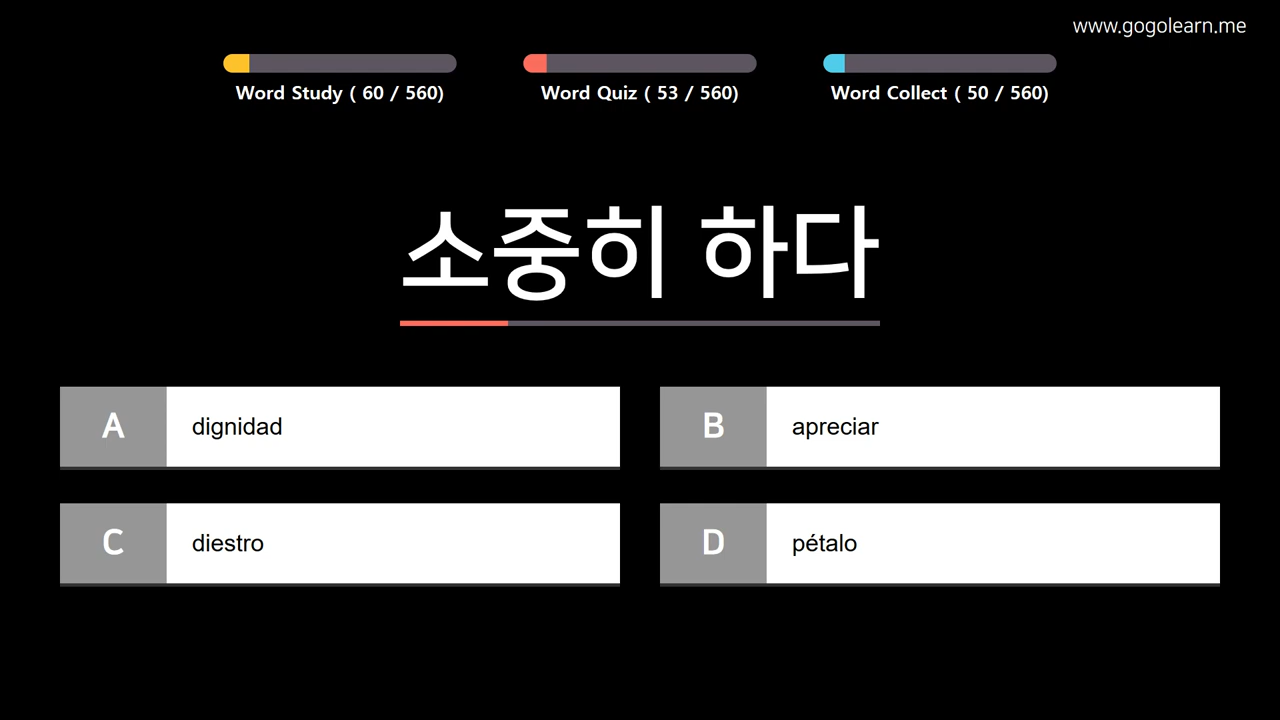 www.gogolearn.me
Word Study ( 60 / 560)
Word Quiz ( 53 / 560)
Word Collect ( 50 / 560)
소중히 하다
A dignidad
B apreciar
C diestro
D pétalo